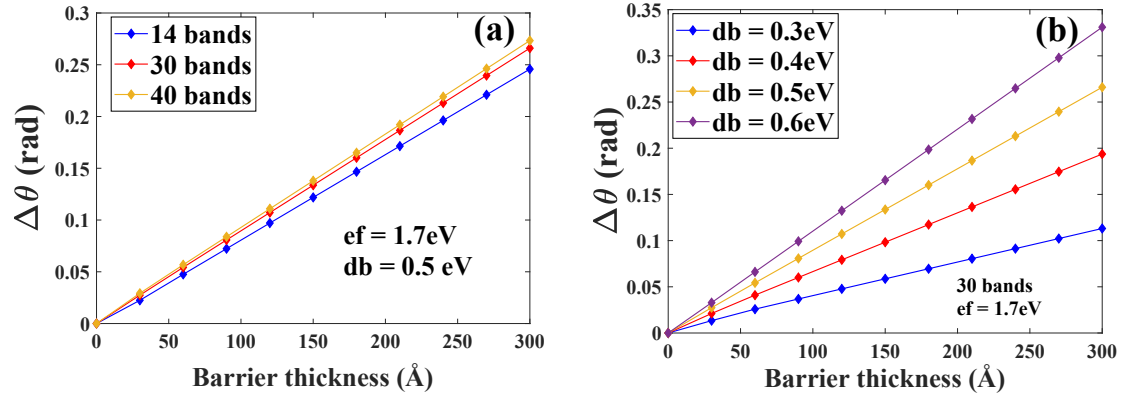 (a)
14 bands
30 bands
40 bands
0.3
0.25
0.2
0.15
0.1
0.05
0
Δθ (rad)
ef = 1.7eV
db = 0.5 eV
0 50 100 150 200 250 300
Barrier thickness (Å)
(b)
db = 0.3eV
db = 0.4eV
db = 0.5eV
db = 0.6eV
0.35
0.3
0.25
0.2
0.15
0.1
0.05
0
Δθ (rad)
30 bands
ef = 1.7eV
0 50 100 150 200 250 300
Barrier thickness (Å)